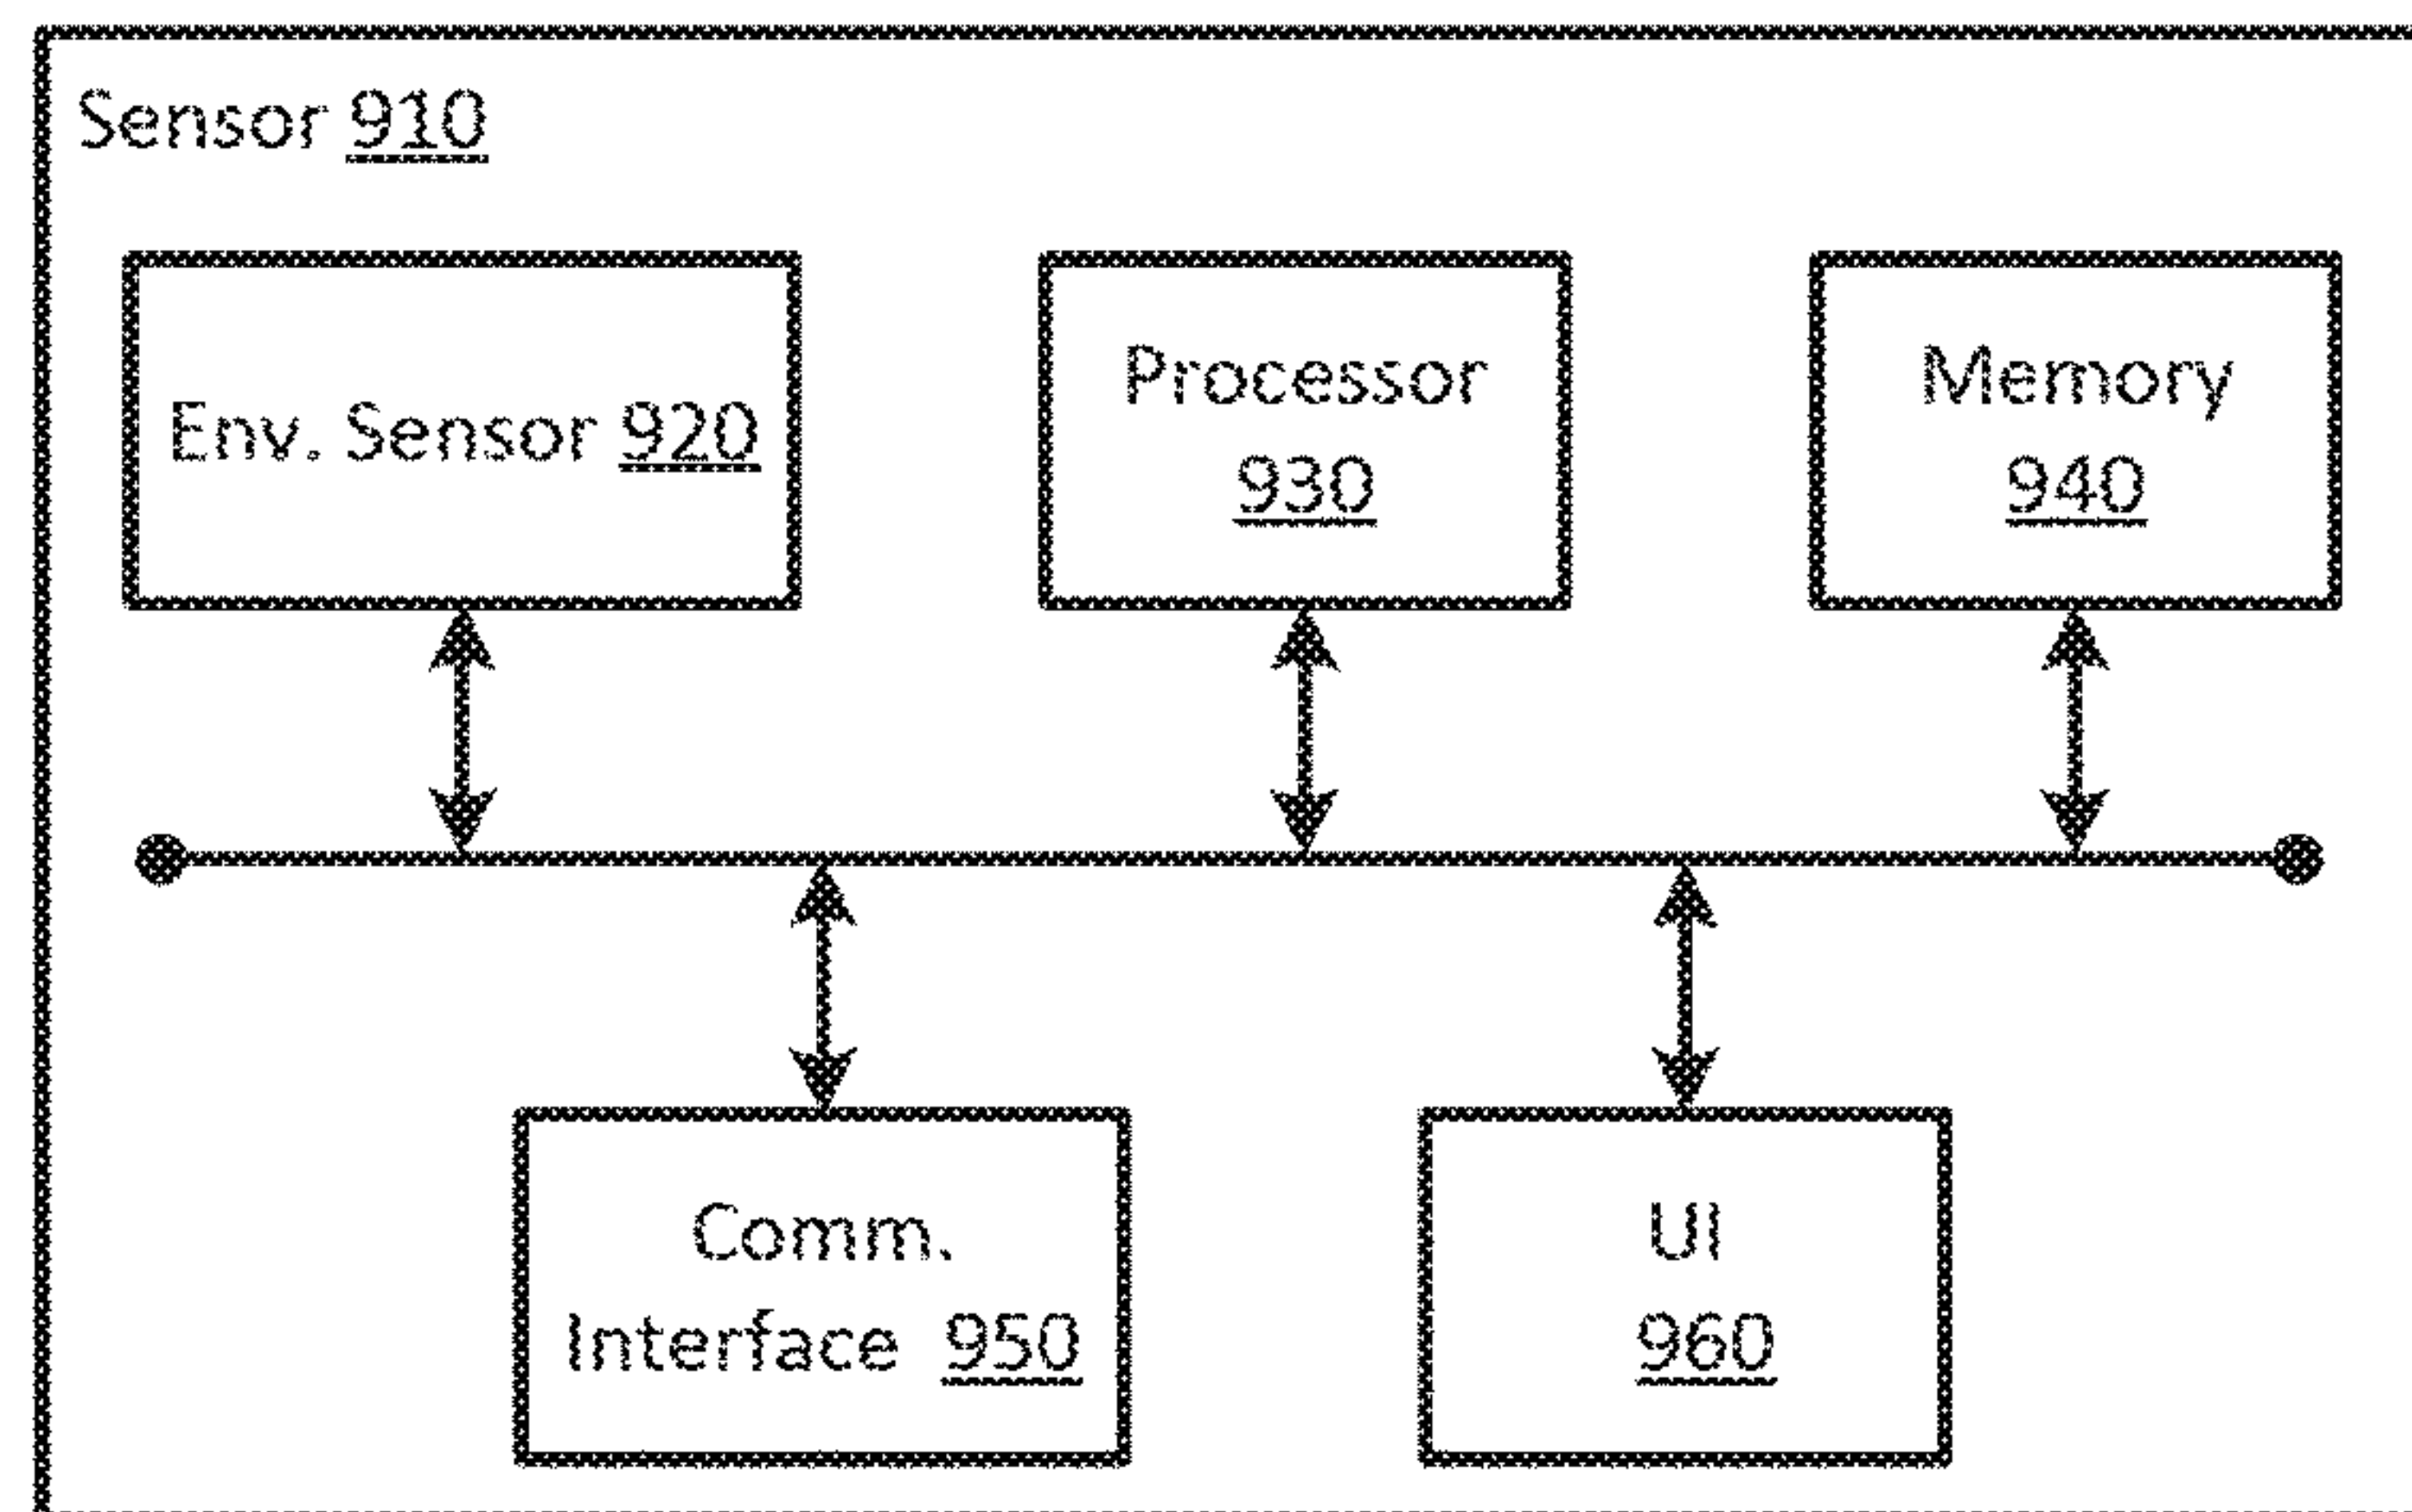 Sensor 910
Env. Sensor 920
Processor
930
Memory
940
Comm.
Interface 950
UI
960